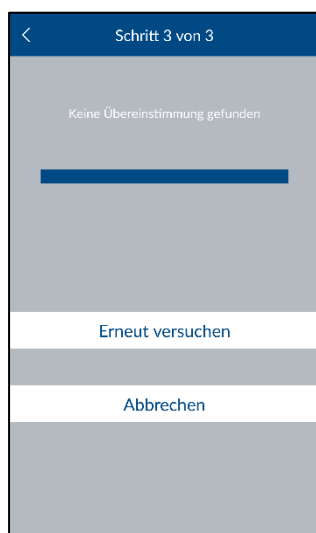 Schritt 3 von 3
Keine Übereinstimmung gefunden
Erneut versuchen
Abbrechen